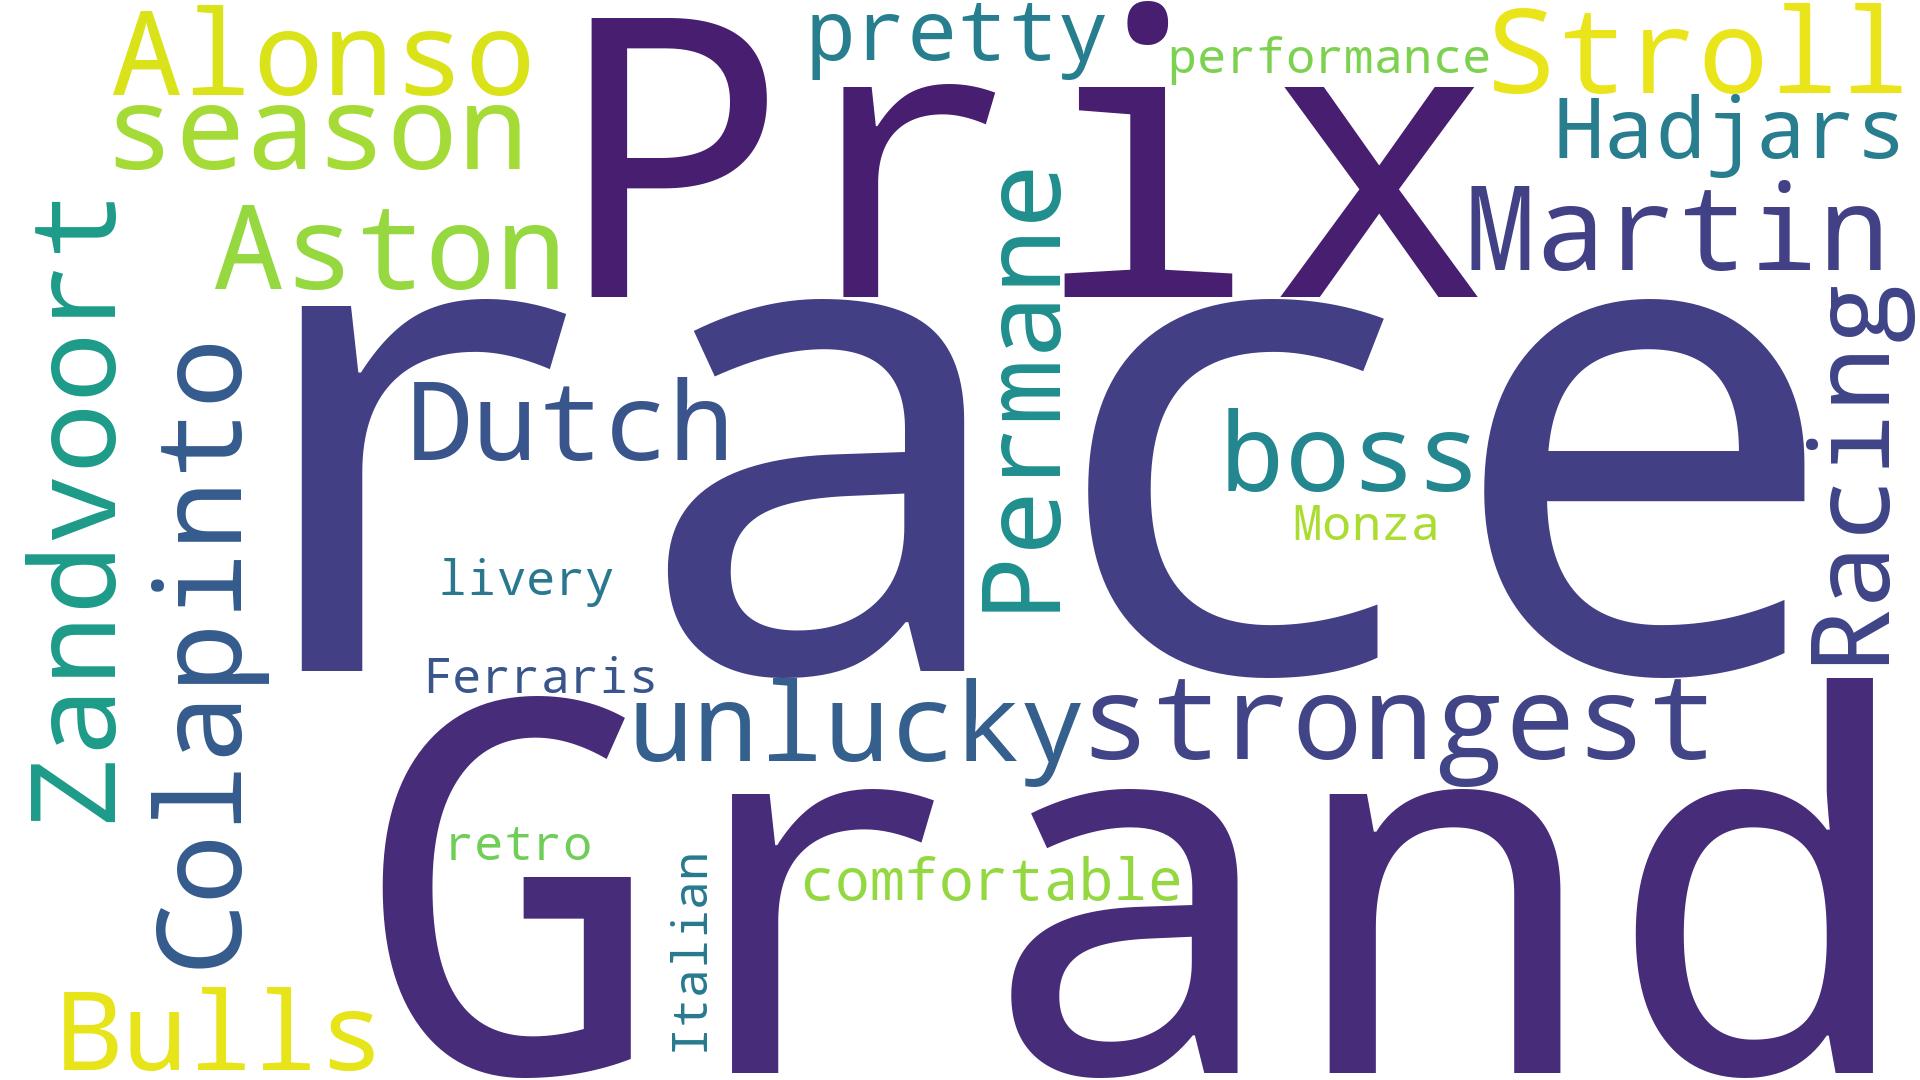 Alonso
Prix
pretty
performance
Stroll
season
Hadjars
Aston
Martin
Zandvoort
Colapinto
race
Dutch
Permane
boss
Monza
Racing
livery
Ferraris
unlucky
strongest
Grand
retro
Italian
comfortable
Bulls